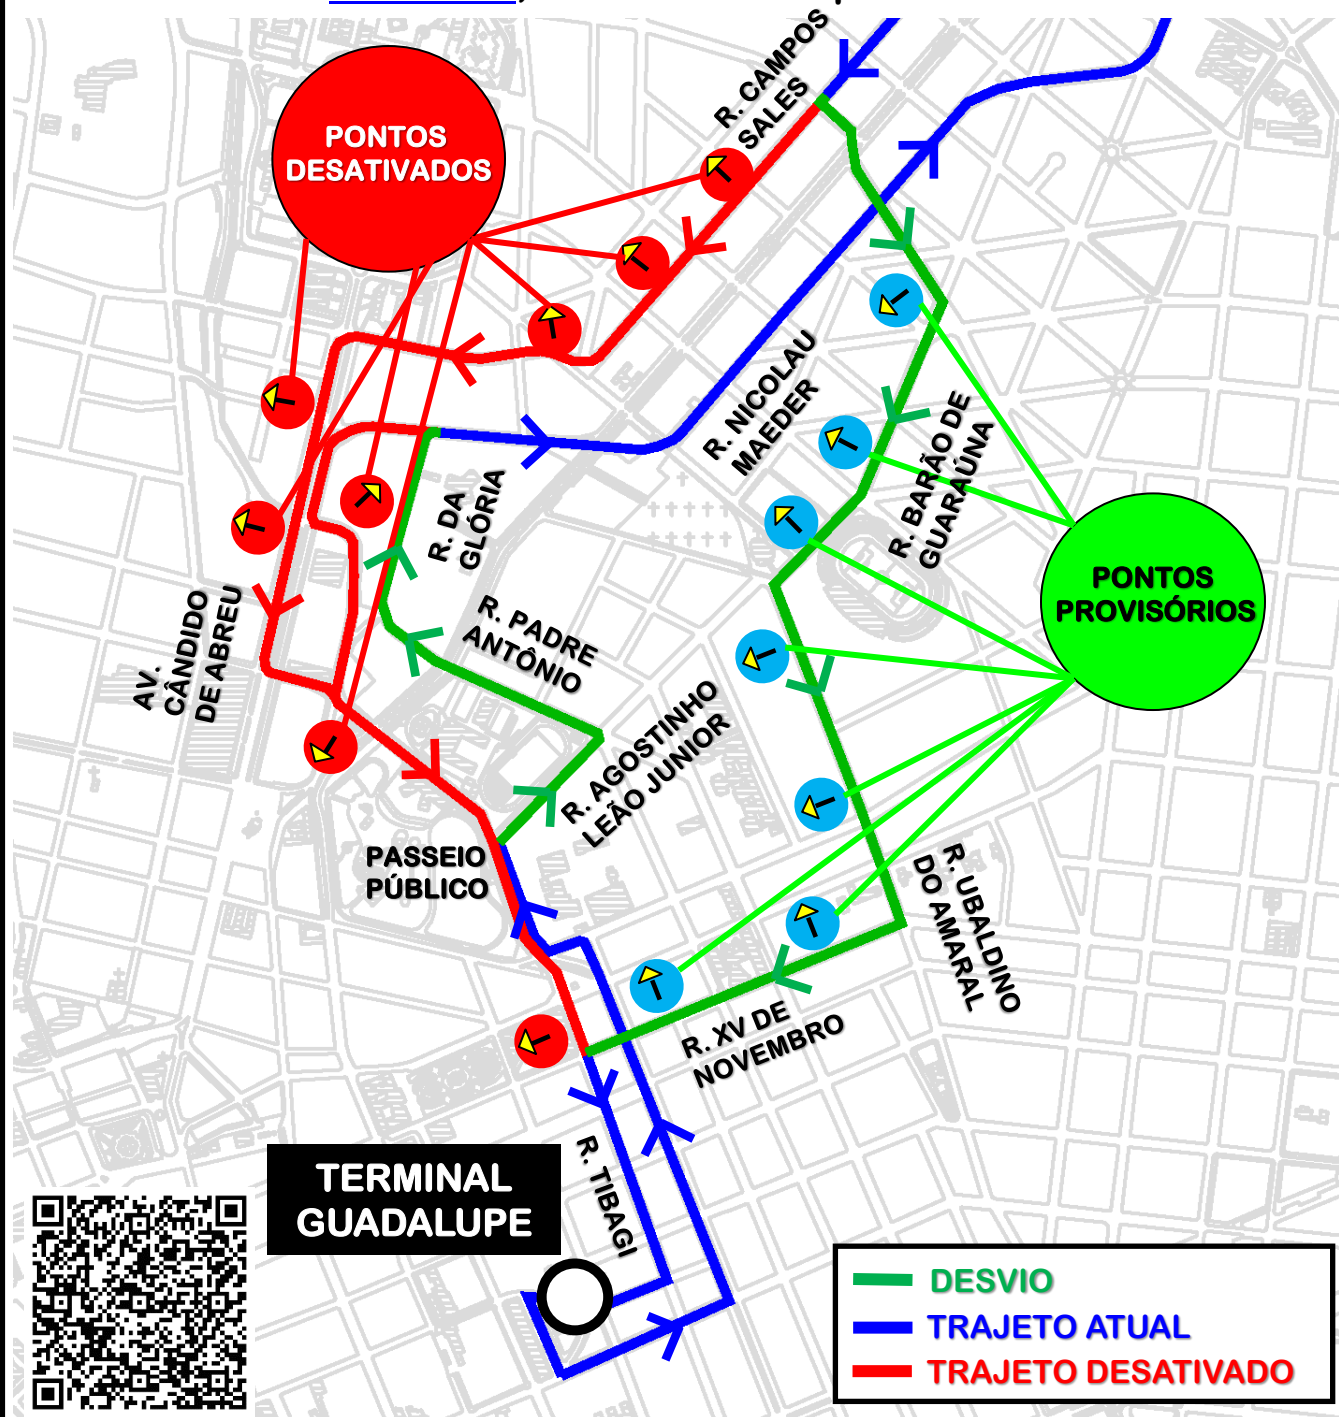 R. CAMPOS
SALES
PONTOS
DESATIVADOS
R. NICOLAU
MAEDER
R. BARÃO DE
GUARAÚNA
R. DA
GLÓRIA
PONTOS
PROVISÓRIOS
R. PADRE
ANTÔNIO
AV.
CÂNDIDO
DE ABREU
R. AGOSTINHO
LEÃO JUNIOR
PASSEIO
PÚBLICO
R. UBALDINO
DO AMARAL
R. XV DE
NOVEMBRO
R. TIBAGI
TERMINAL
GUADALUPE
DESVIO
TRAJETO ATUAL
TRAJETO DESATIVADO